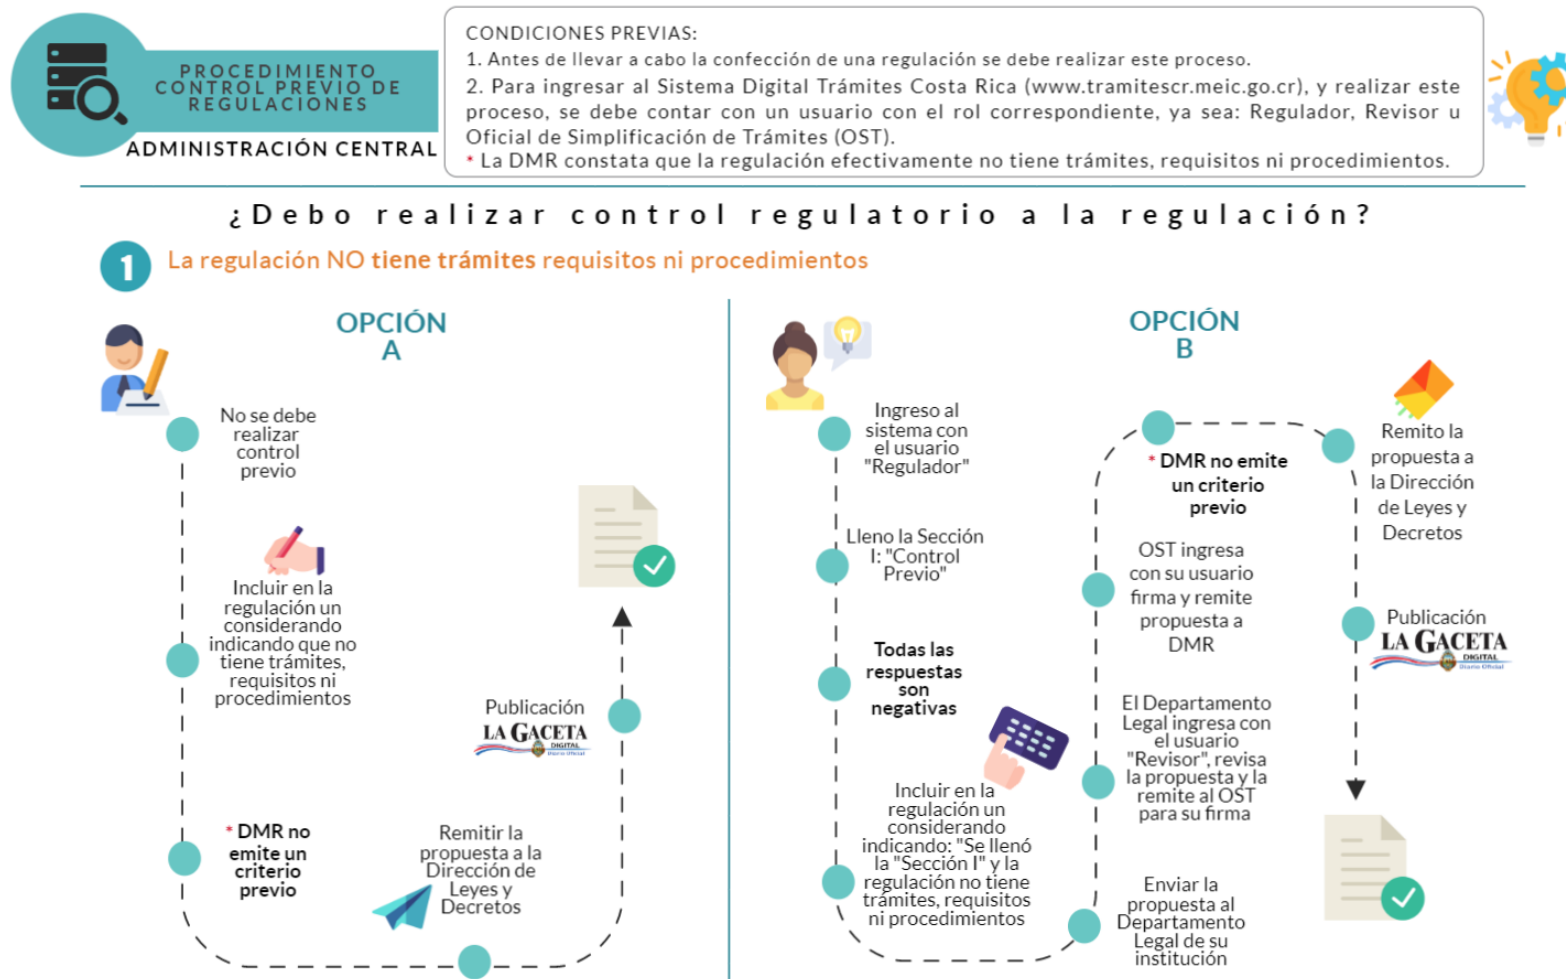 PROCEDIMIENTO
CONTROL PREVIO DE
REGULACIONES
ADMINISTRACIÓN CENTRAL
CONDICIONES PREVIAS:
1. Antes de llevar a cabo la confección de una regulación se debe realizar este proceso.
2. Para ingresar al Sistema Digital Trámites Costa Rica (www.tramitescr.meic.go.cr), y realizar este
proceso, se debe contar con un usuario con el rol correspondiente, ya sea: Regulador, Revisor u
Oficial de Simplificación de Trámites (OST).
* La DMR constata que la regulación efectivamente no tiene trámites, requisitos ni procedimientos.
¿Debo realizar control regulatorio a la regulación?
1 La regulación NO tiene trámites requisitos ni procedimientos
OPCIÓN
A
No se debe
realizar
control
previo
Incluir en la
regulación un
considerando
indicando que no
tiene trámites,
requisitos ni
procedimientos
* DMR no
emite un
criterio
previo
Remitir la
propuesta a la
Dirección de
Leyes y
Decretos
Publicación
LA GACETA
DIGITAL
Diario Oficial
OPCIÓN
B
Ingreso al
sistema con
el usuario
"Regulador"
Lleno la Sección
I: "Control
Previo"
Todas las
respuestas
son
negativas
Incluir en la
regulación un
considerando
indicando: "Se llenó
la "Sección I" y la
regulación no tiene
trámites, requisitos
ni procedimientos
Enviar la
propuesta al
Departamento
Legal de su
institución
El Departamento
Legal ingresa con
el usuario
"Revisor", revisa
la propuesta y la
remite al OST
para su firma
OST ingresa
con su usuario
firma y remite
propuesta a
DMR
* DMR no emite
un criterio
previo
Remito la
propuesta a
la Dirección
de Leyes y
Decretos
Publicación
LA GACETA
DIGITAL
Diario Oficial